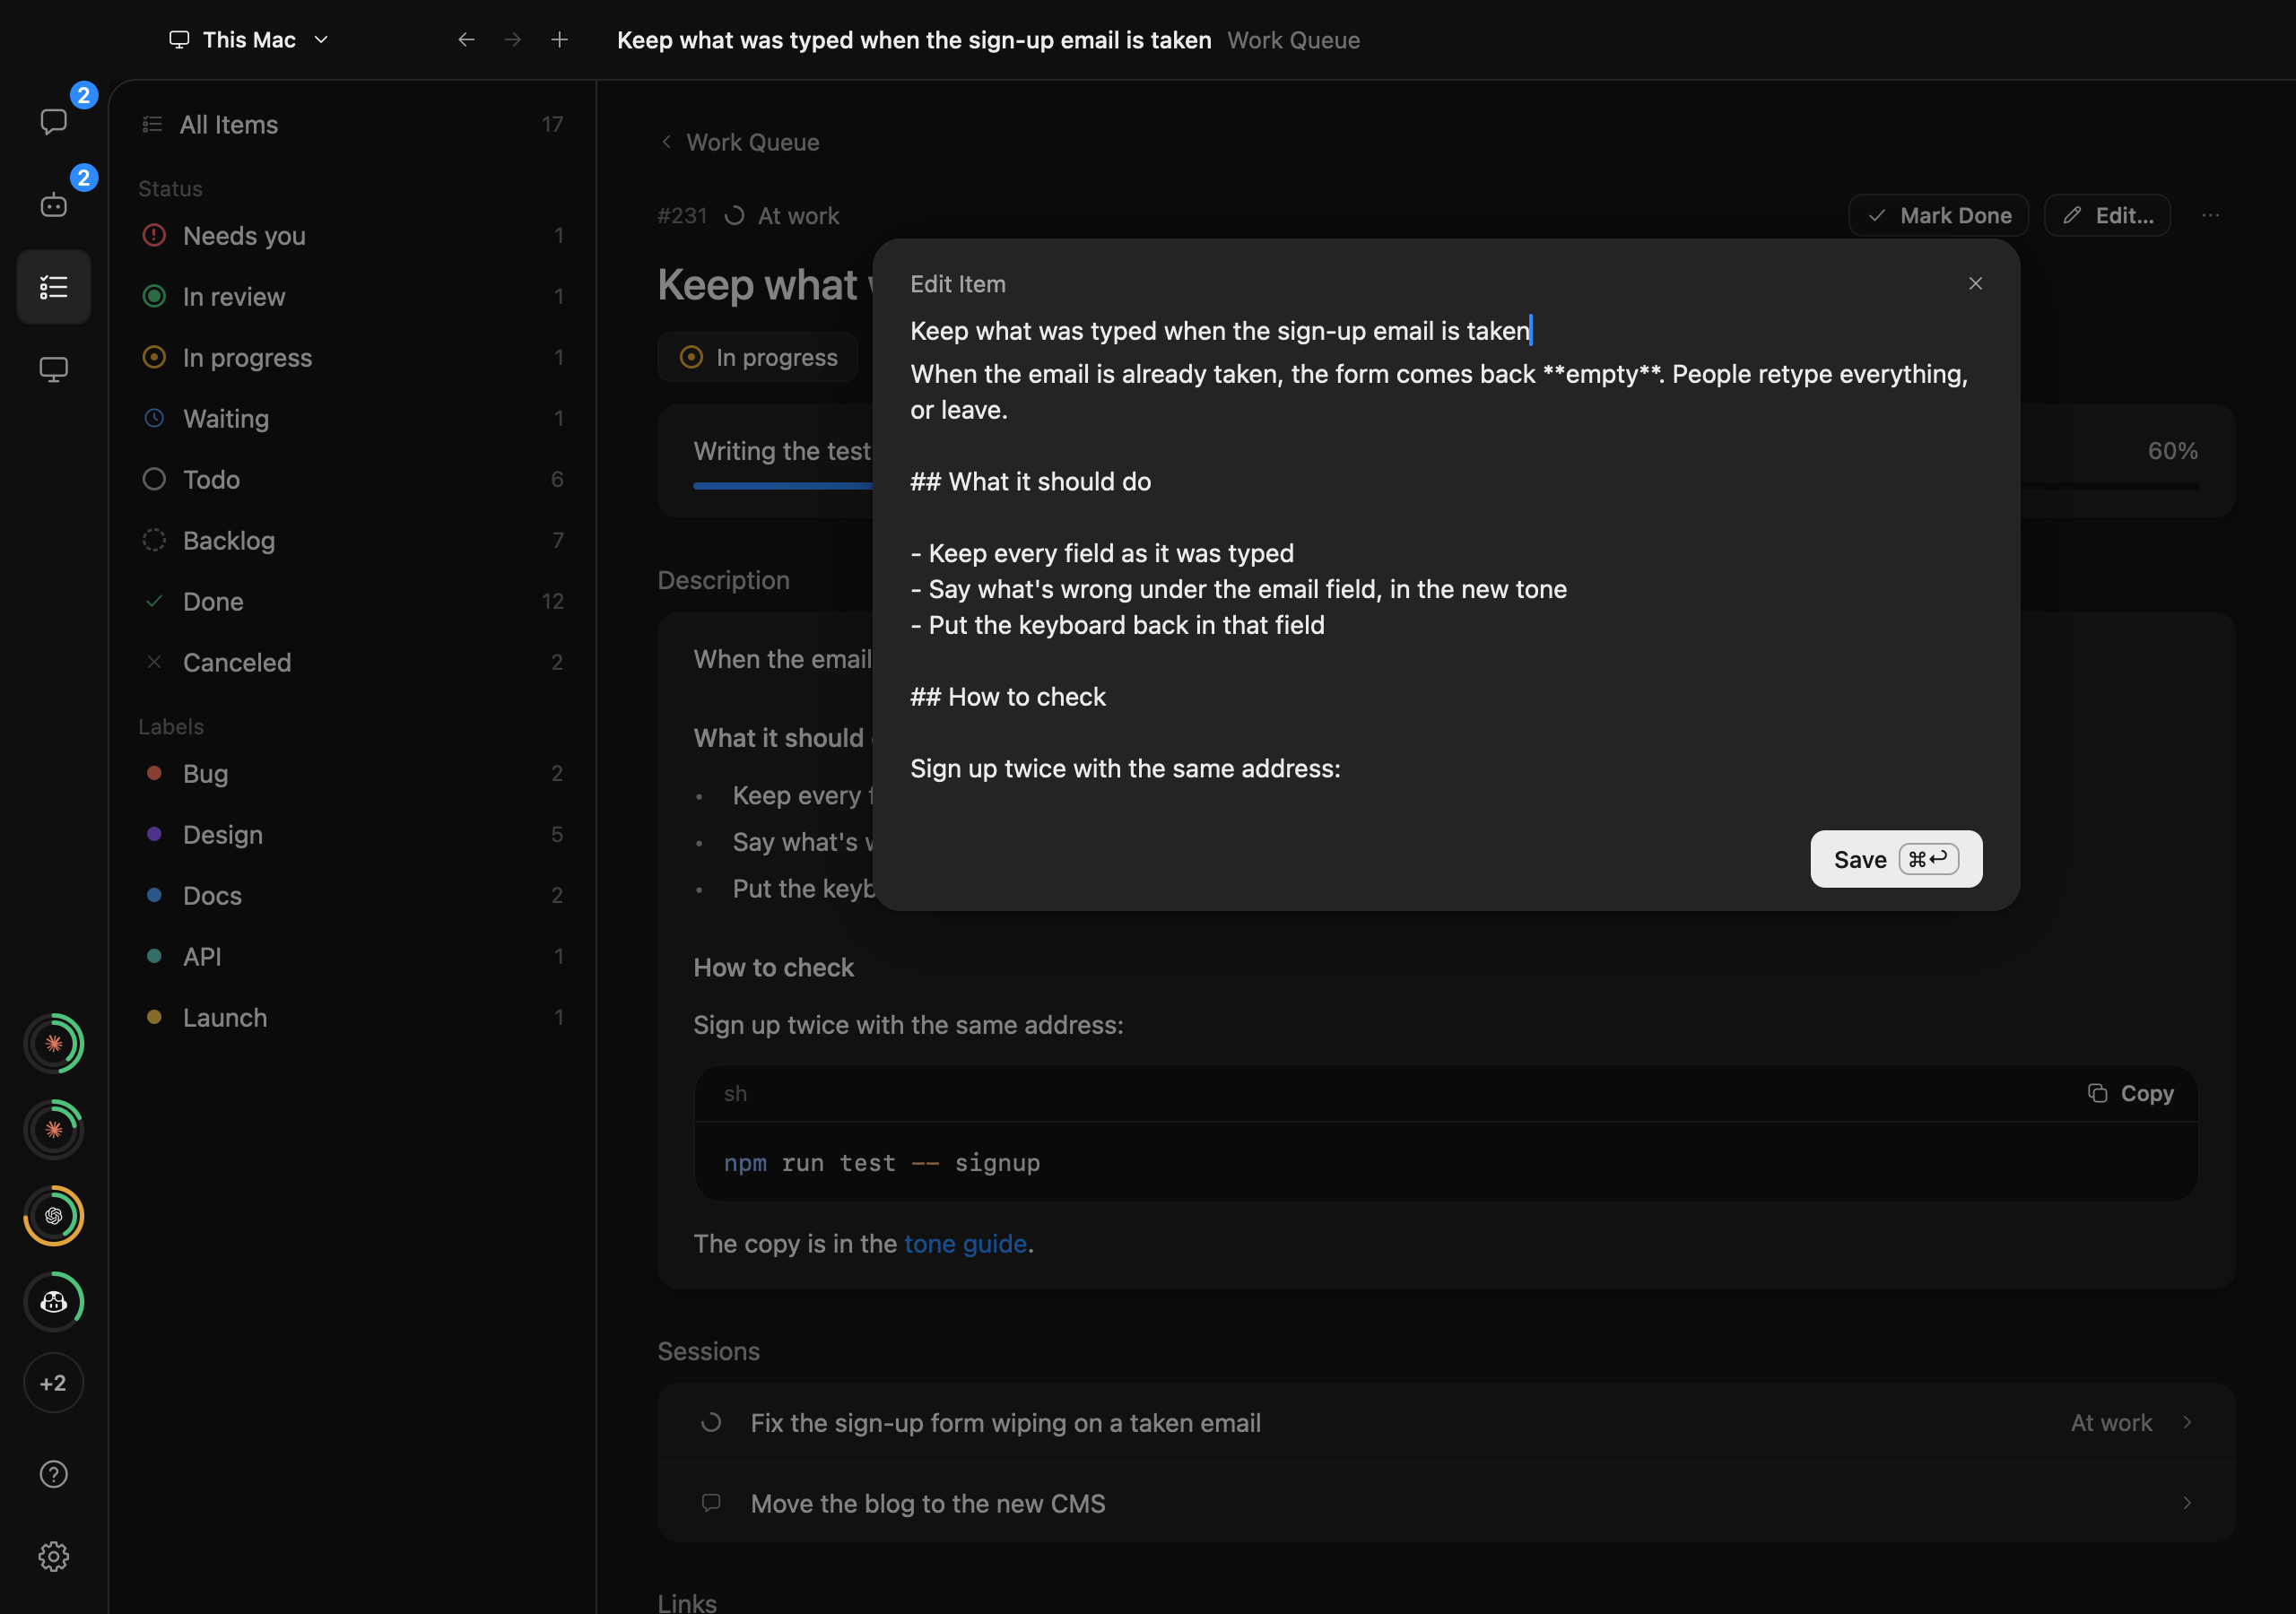 This Mac
Keep what was typed when the sign-up email is taken Work Queue
2
2
All Items 17
Status
Needs you 1
In review 1
In progress 1
Waiting 1
Todo 6
Backlog 7
Done 12
Canceled 2
Labels
Bug 2
Design 5
Docs 2
API 1
Launch 1
+2
Work Queue
#231 At work
Mark Done
Edit...
Keep what
In progress
Writing the test
60%
Description
When the email
What it should
Keep every
Say what's
Put the
How to check
Sign up twice with the same address:
sh
Copy
npm run test -- signup
The copy is in the tone guide.
Sessions
Fix the sign-up form wiping on a taken email At work
Move the blog to the new CMS
Links
Edit Item
Keep what was typed when the sign-up email is taken
When the email is already taken, the form comes back **empty**. People retype everything,
or leave.
## What it should do
- Keep every field as it was typed
- Say what's wrong under the email field, in the new tone
- Put the keyboard back in that field
## How to check
Sign up twice with the same address:
Save ⌘↩